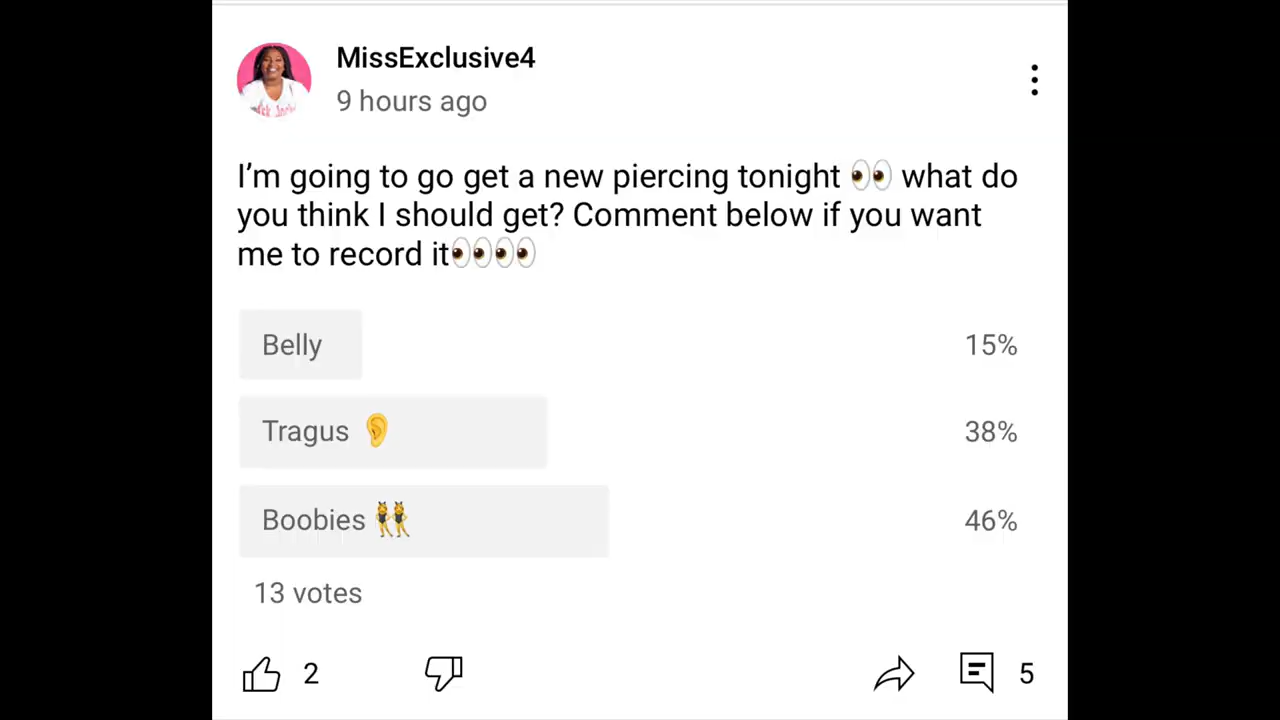 MissExclusive4
9 hours ago
I’m going to go get a new piercing tonight 👀 what do
you think I should get? Comment below if you want
me to record it👀👀
Belly 15%
Tragus 👂 38%
Boobies 👯 46%
13 votes
2 5